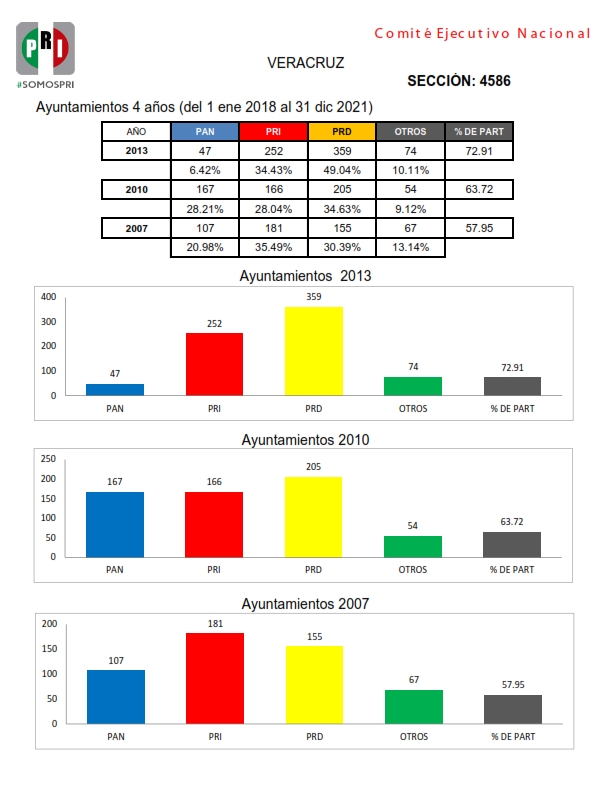 Comité Ejecutivo Nacional
PRI
#SOMOSPRI
VERACRUZ
SECCIÓN: 4586
Ayuntamientos 4 años (del 1 ene 2018 al 31 dic 2021)
AÑO PAN PRI PRD OTROS % DE PART
2013 47 252 359 74 72.91
6.42% 34.43% 49.04% 10.11%
2010 167 166 205 54 63.72
28.21% 28.04% 34.63% 9.12%
2007 107 181 155 67 57.95
20.98% 35.49% 30.39% 13.14%
Ayuntamientos 2013
400
300
200
100
0
47 252 359 74 72.91
PAN PRI PRD OTROS % DE PART
Ayuntamientos 2010
250
200
150
100
50
0
167 166 205 54 63.72
PAN PRI PRD OTROS % DE PART
Ayuntamientos 2007
200
150
100
50
0
107 181 155 67 57.95
PAN PRI PRD OTROS % DE PART